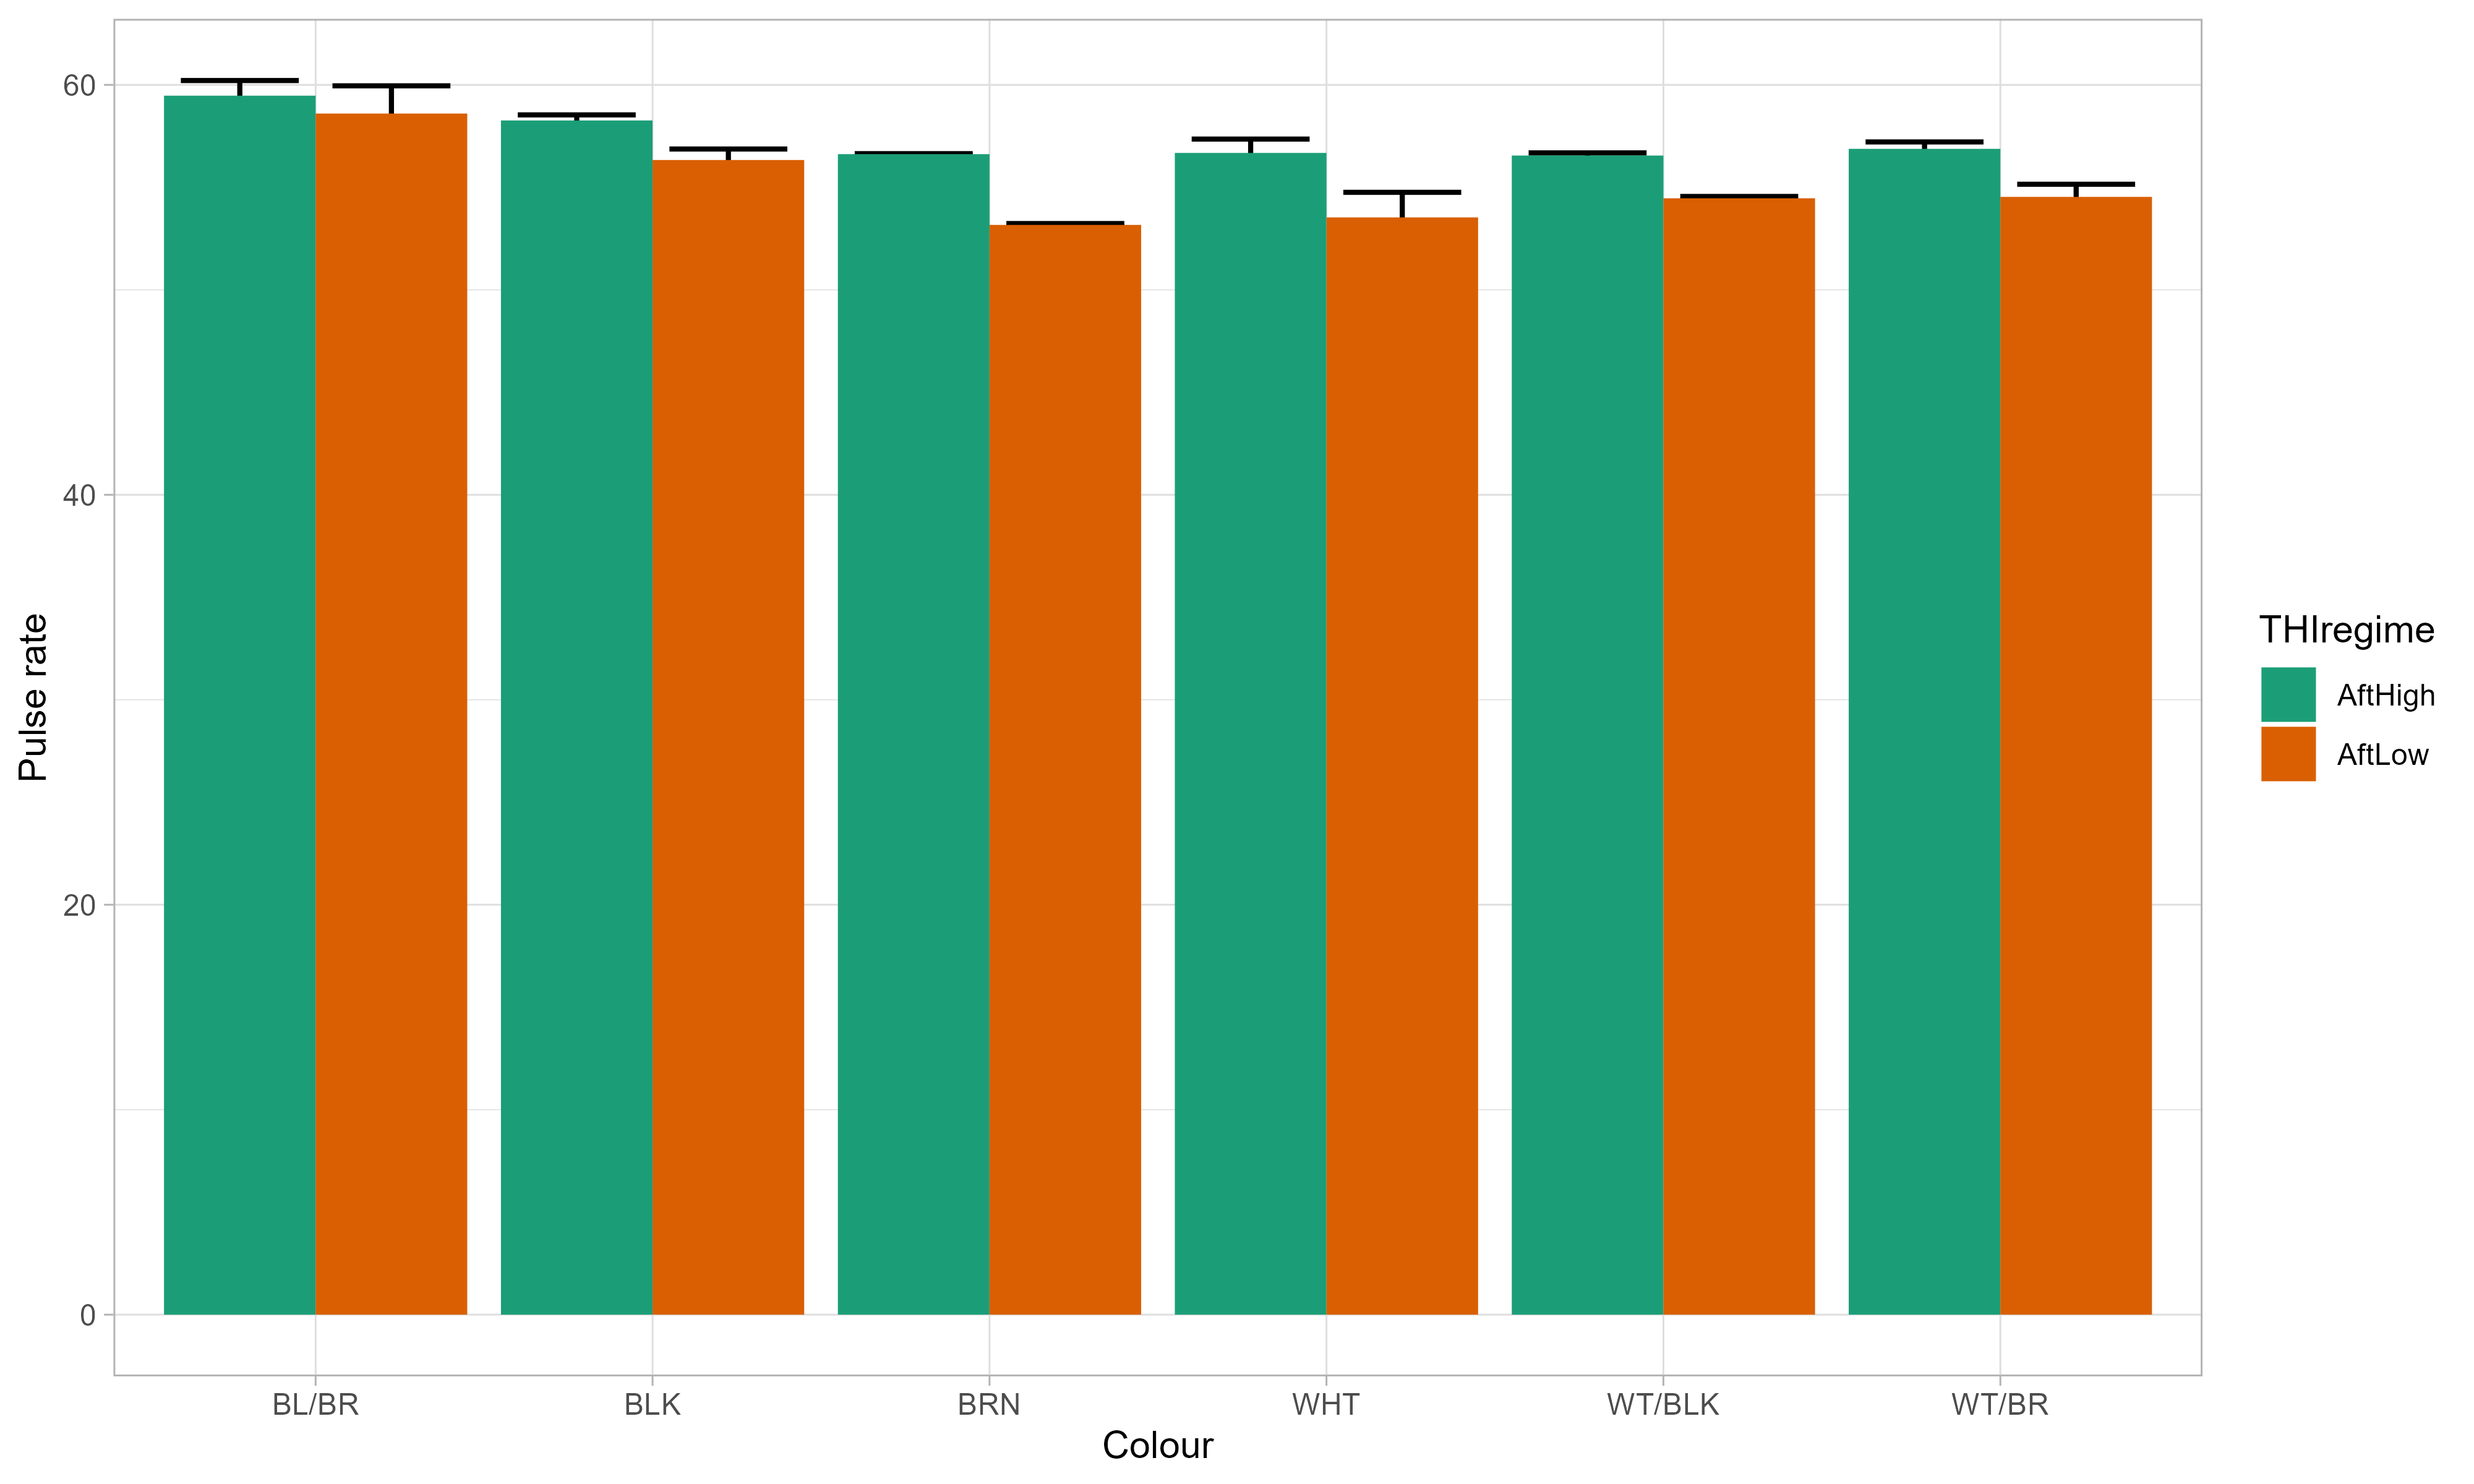 60
40
20
0
Pulse rate
BL/BR BLK BRN WHT WT/BLK WT/BR
Colour
THIregime
AftHigh
AftLow